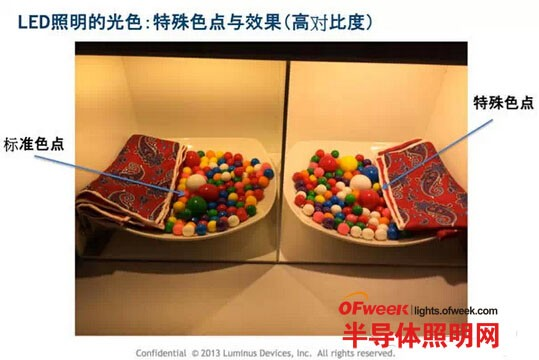 LED照明的光色:特殊色点与效果(高对比度)
特殊色点
标准色点
OFweek lights.ofweek.com
半导体照明网
Confidential © 2013 Luminus Devices, Inc. All rights reserved.